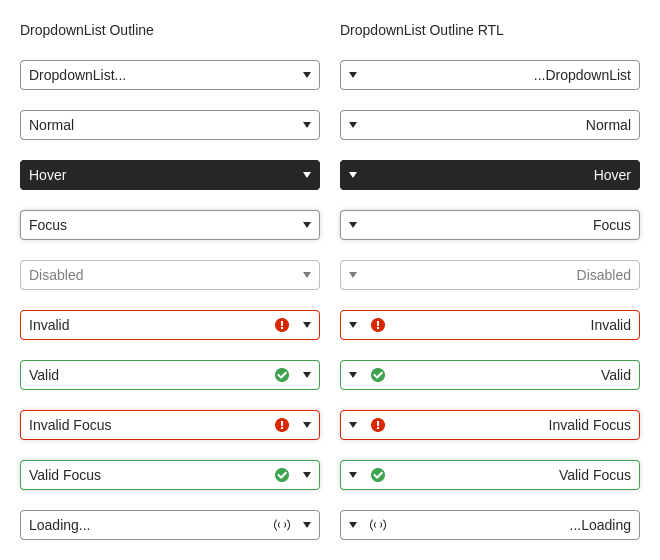 DropdownList Outline
DropdownList Outline RTL
DropdownList...
...DropdownList
Normal
Normal
Hover
Hover
Focus
Focus
Disabled
Disabled
Invalid
Invalid
Valid
Valid
Invalid Focus
Invalid Focus
Valid Focus
Valid Focus
Loading...
...Loading